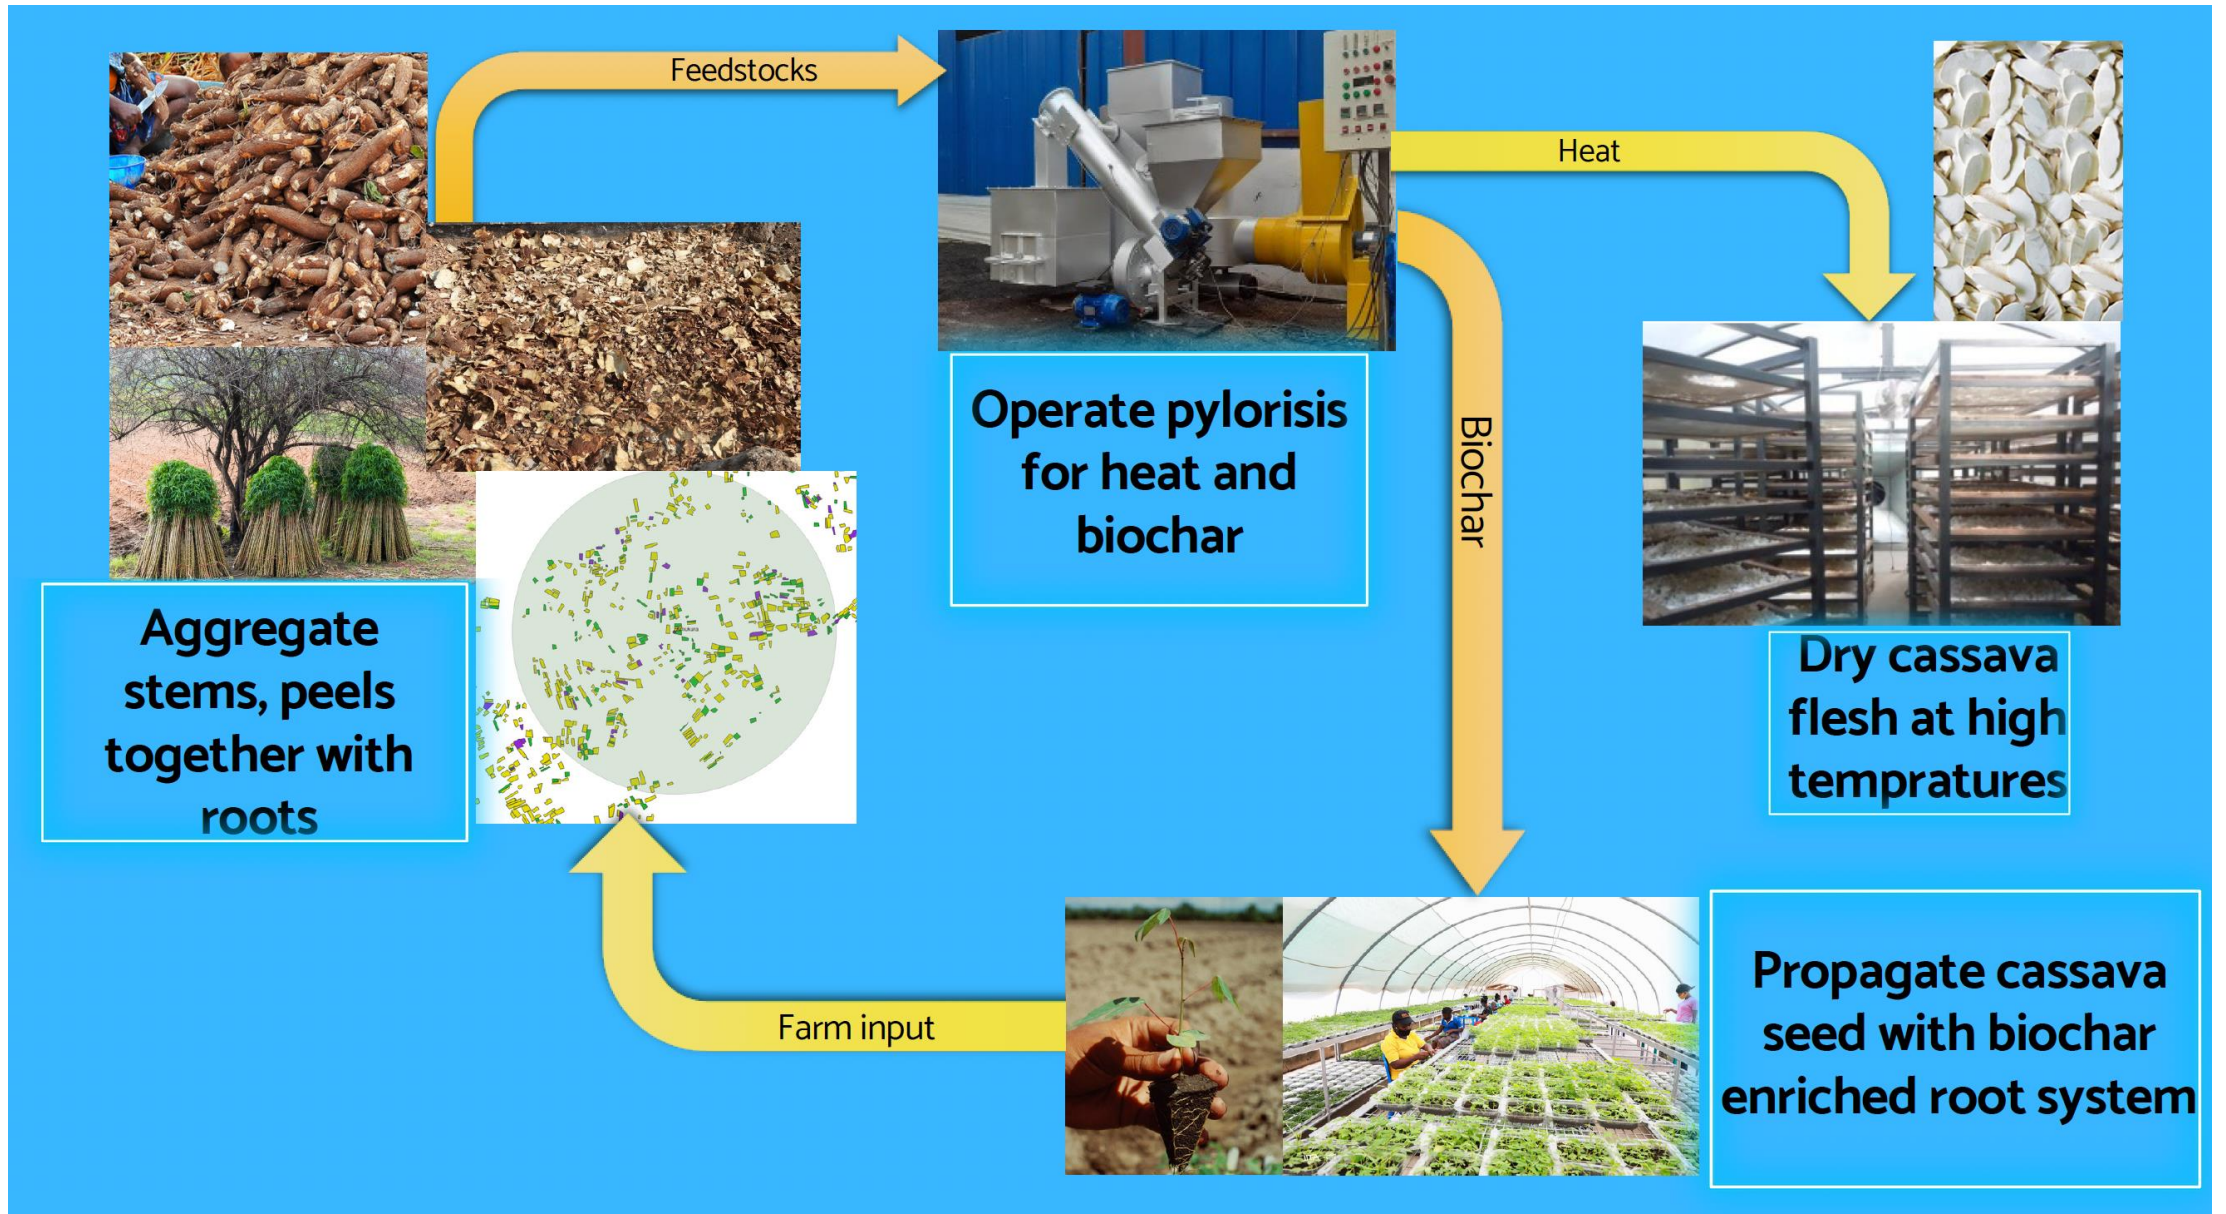 Feedstocks
Heat
Operate pylorisis
for heat and
biochar
Biochar
Aggregate
stems, peels
together with
roots
Dry cassava
flesh at high
tempratures
Farm input
Propagate cassava
seed with biochar
enriched root system